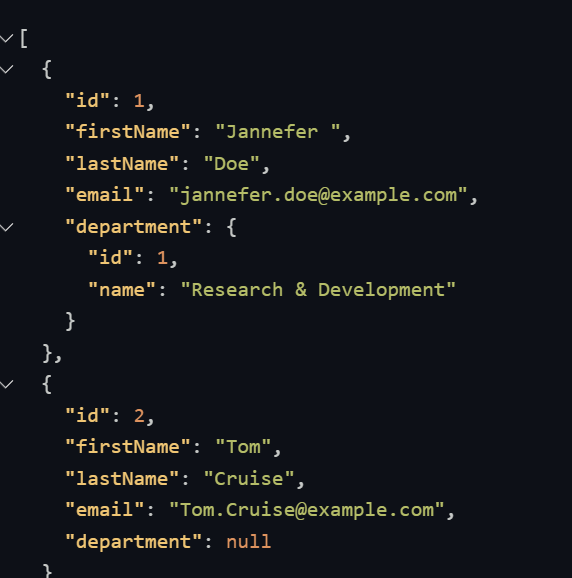 [
{
"id": 1,
"firstName": "Jannefer ",
"lastName": "Doe",
"email": "jannefer.doe@example.com",
"department": {
"id": 1,
"name": "Research & Development"
}
},
{
"id": 2,
"firstName": "Tom",
"lastName": "Cruise",
"email": "Tom.Cruise@example.com",
"department": null
}